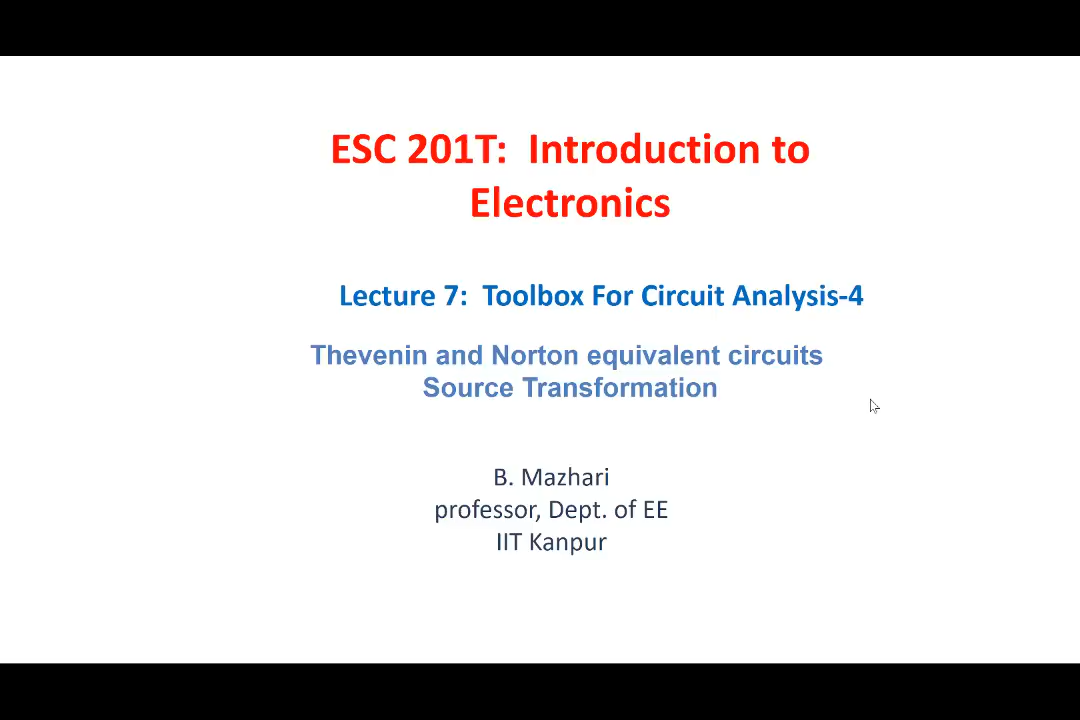 ESC 201T:  Introduction to
Electronics
Lecture 7:  Toolbox For Circuit Analysis-4
Thevenin and Norton equivalent circuits
Source Transformation
B. Mazhari
professor, Dept. of EE
IIT Kanpur